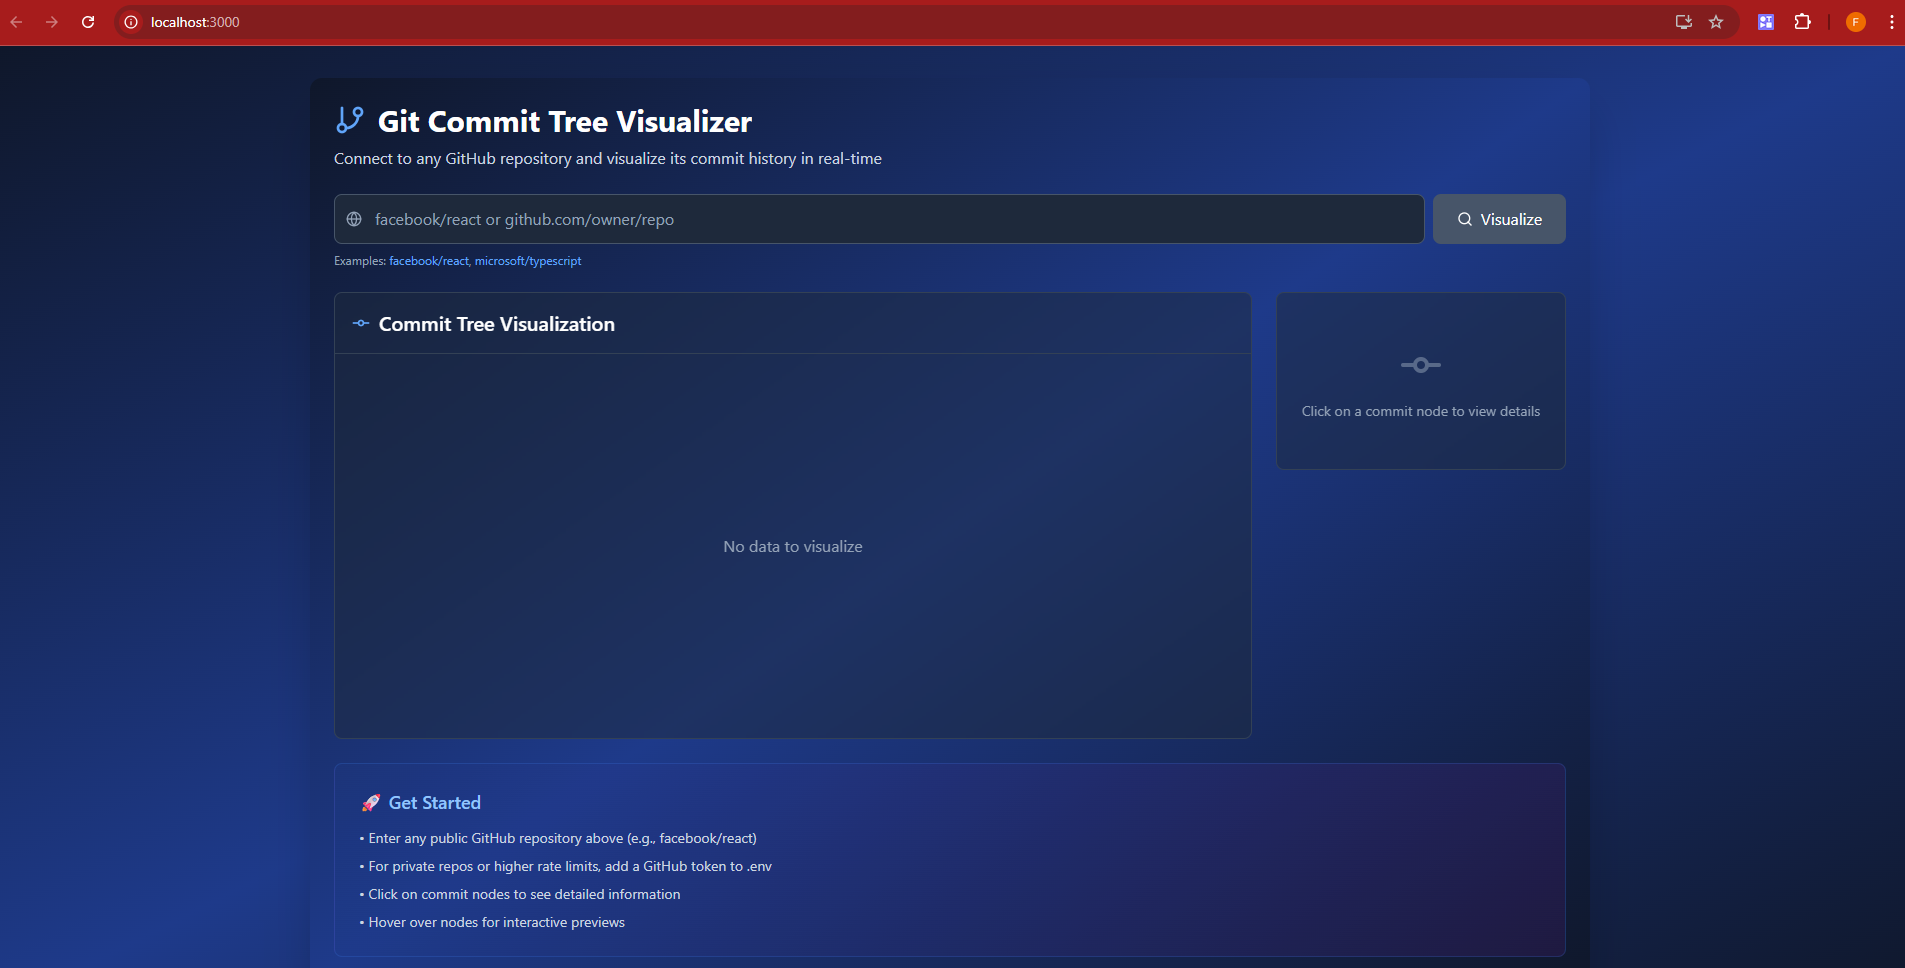 localhost:3000
F
Git Commit Tree Visualizer
Connect to any GitHub repository and visualize its commit history in real-time
facebook/react or github.com/owner/repo
Visualize
Examples: facebook/react, microsoft/typescript
Commit Tree Visualization
Click on a commit node to view details
No data to visualize
🚀 Get Started
• Enter any public GitHub repository above (e.g., facebook/react)
• For private repos or higher rate limits, add a GitHub token to .env
• Click on commit nodes to see detailed information
• Hover over nodes for interactive previews